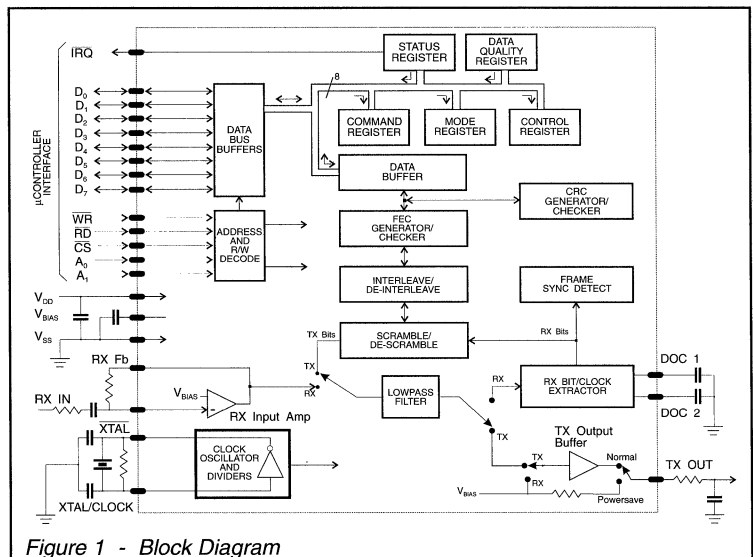 IRQ
STATUS
REGISTER
DATA
QUALITY
REGISTER
8
µCONTROLLER
INTERFACE
D0
D1
D2
D3
D4
D5
D6
D7
DATA
BUS
BUFFERS
COMMAND
REGISTER
MODE
REGISTER
CONTROL
REGISTER
DATA
BUFFER
CRC
GENERATOR/
CHECKER
WR
RD
CS
A0
A1
ADDRESS
AND
R/W
DECODE
FEC
GENERATOR/
CHECKER
INTERLEAVE/
DE-INTERLEAVE
FRAME
SYNC DETECT
VDD
VBIAS
VSS
TX Bits
SCRAMBLE/
DE-SCRAMBLE
RX Bits
RX Fb
TX
RX
VBIAS
RX IN
RX Input Amp
LOWPASS
FILTER
RX
TX
RX BIT/CLOCK
EXTRACTOR
DOC 1
DOC 2
XTAL
CLOCK
OSCILLATOR
AND
DIVIDERS
XTAL/CLOCK
TX Output
Buffer
TX
RX
Normal
Powersave
VBIAS
TX OUT
Figure 1 - Block Diagram